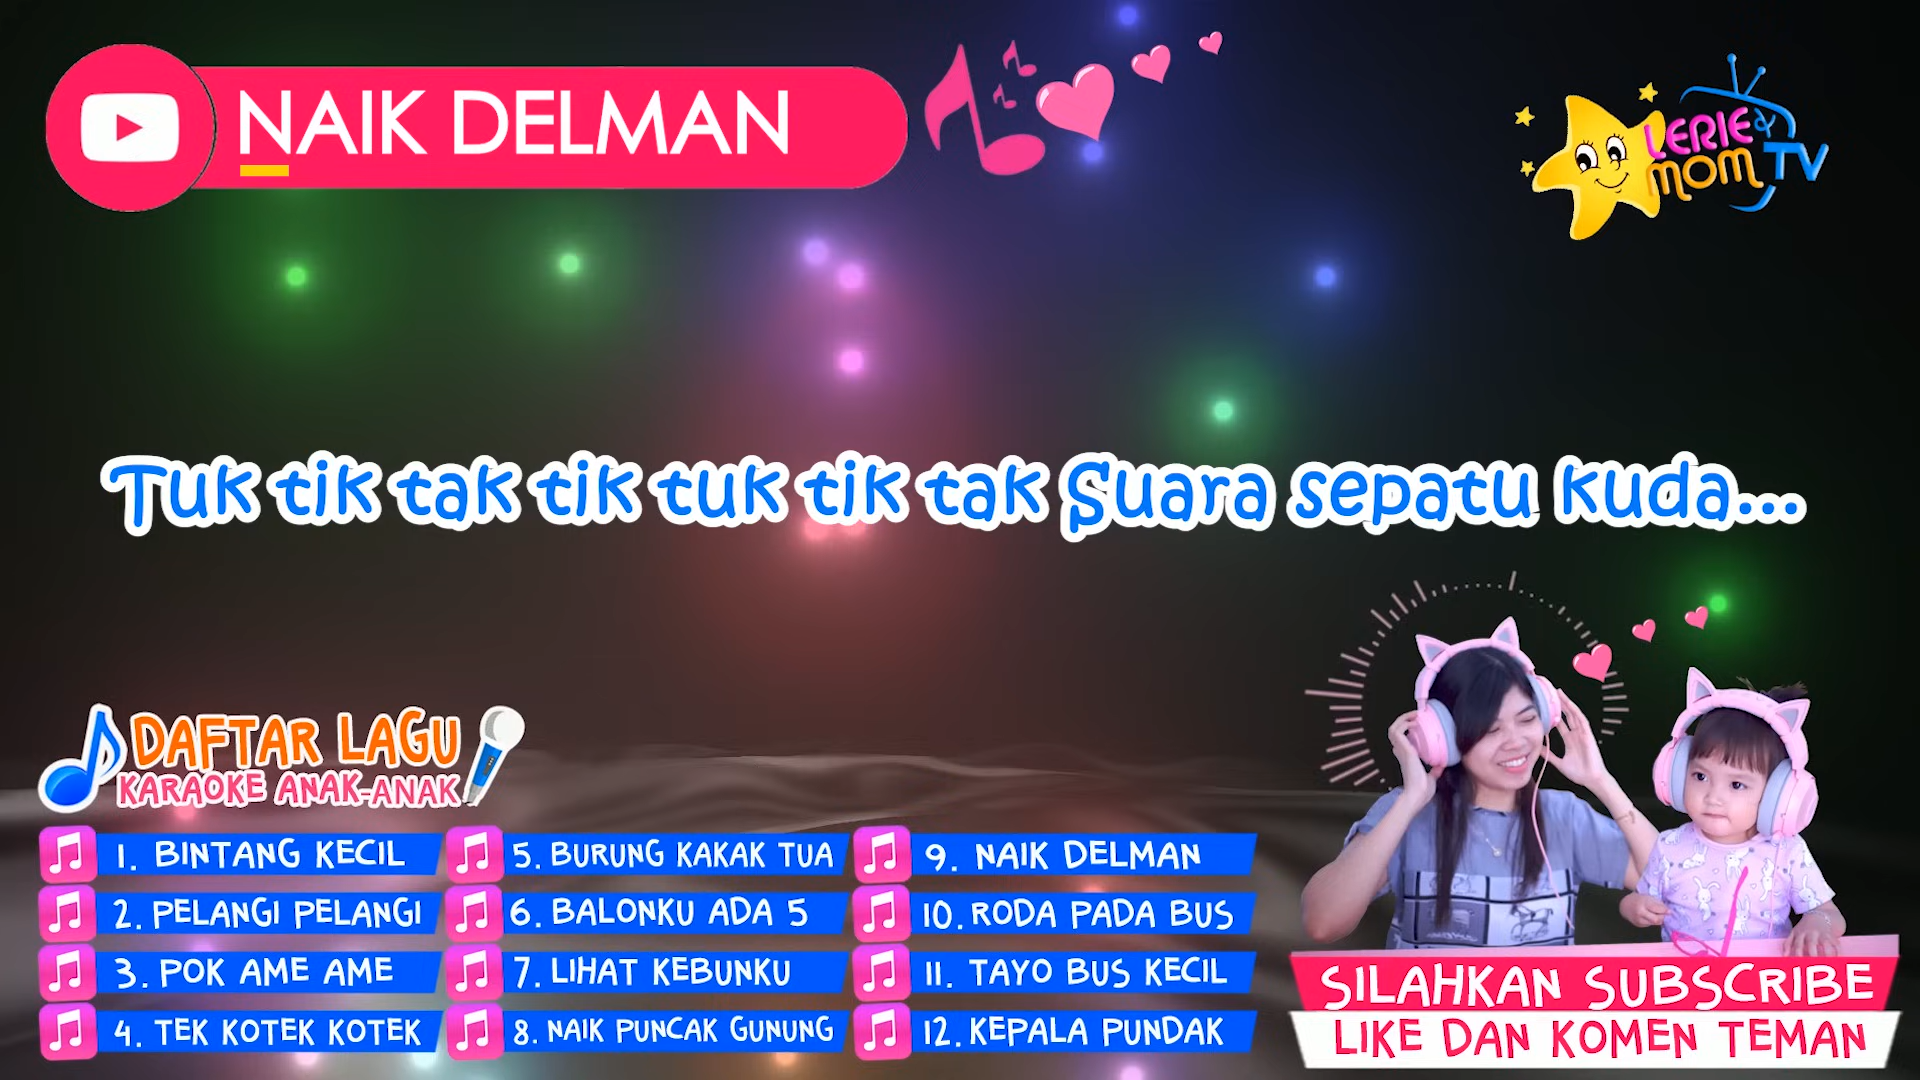 NAIK DELMAN
LERIE &
MOM TV
Tuk tik tak tik tuk tik tak Suara sepatu kuda...
DAFTAR LAGU
KARAOKE ANAK-ANAK
1. BINTANG KECIL
2. PELANGI PELANGI
3. POK AME AME
4. TEK KOTEK KOTEK
5. BURUNG KAKAK TUA
6. BALONKU ADA 5
7. LIHAT KEBUNKU
8. NAIK PUNCAK GUNUNG
9. NAIK DELMAN
10. RODA PADA BUS
11. TAYO BUS KECIL
12. KEPALA PUNDAK
SILAHKAN SUBSCRIBE
LIKE DAN KOMEN TEMAN